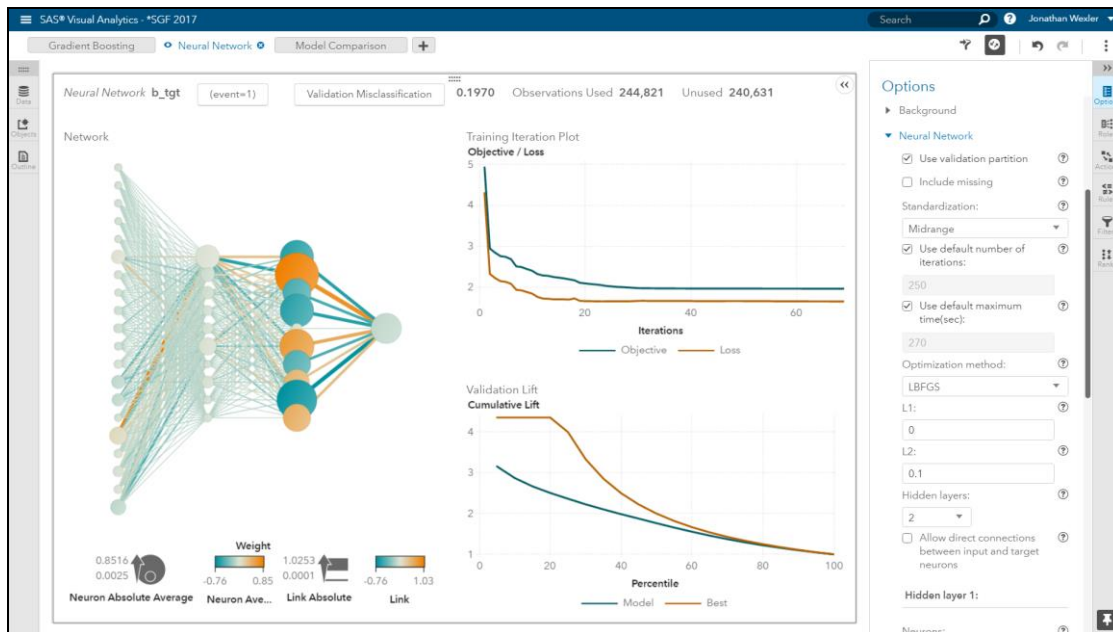 SAS® Visual Analytics - *SGF 2017
Search
Jonathan Wexler
Gradient Boosting
Neural Network
Model Comparison
Data
Objects
Outline
Neural Network b_tgt (event=1) Validation Misclassification 0.1970 Observations Used 244,821 Unused 240,631
Network
Weight
0.8516
0.0025
Neuron Absolute Average
-0.76 0.85
Neuron Ave...
1.0253
0.0001
Link Absolute
-0.76 1.03
Link
Training Iteration Plot
Objective / Loss
5
4
3
2
0 20 40 60
Iterations
Objective Loss
Validation Lift
Cumulative Lift
4
3
2
1
0 20 40 60 80 100
Percentile
Model Best
Options
Background
Neural Network
Use validation partition
Include missing
Standardization:
Midrange
Use default number of
iterations:
250
Use default maximum
time(sec):
270
Optimization method:
LBFGS
L1:
0
L2:
0.1
Hidden layers:
2
Allow direct connections
between input and target
neurons
Hidden layer 1:
Neurons: